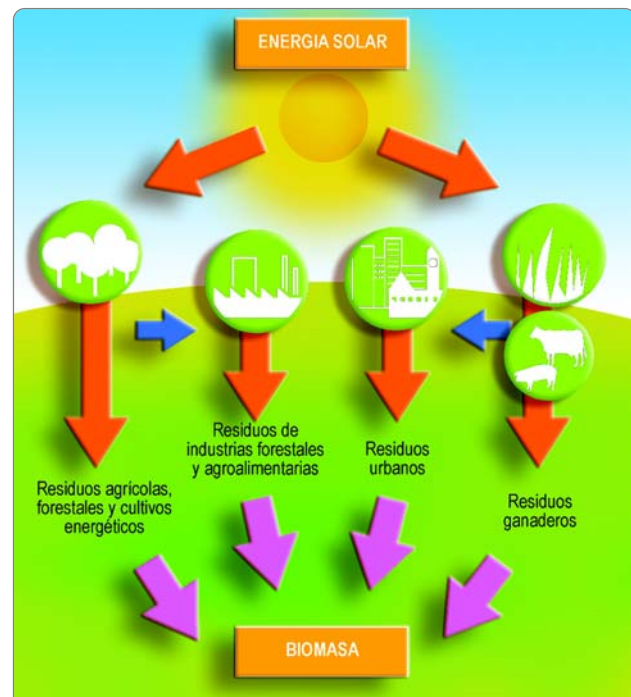 ENERGIA SOLAR
Residuos de
industrias forestales
y agroalimentarias
Residuos
urbanos
Residuos agrícolas,
forestales y cultivos
energéticos
Residuos
ganaderos
BIOMASA